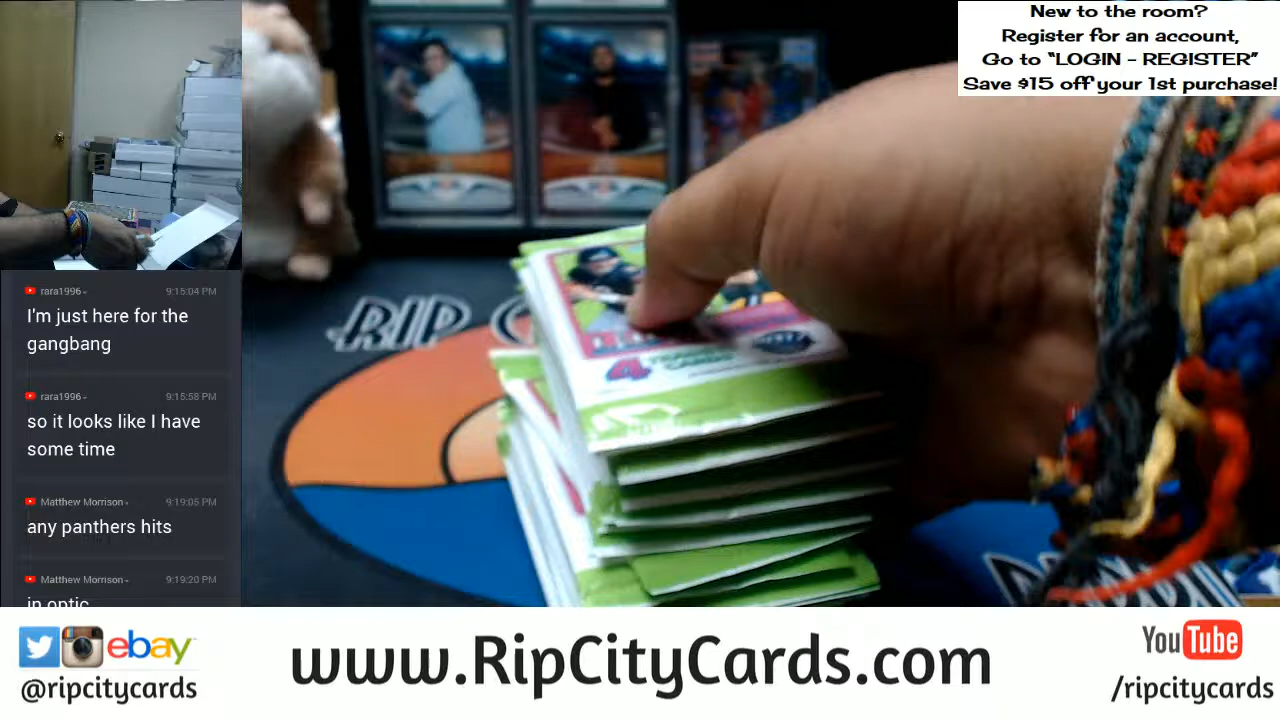 New to the room?
Register for an account,
Go to "LOGIN - REGISTER"
Save $15 off your 1st purchase!
rara1996 9:15:04 PM
I'm just here for the
gangbang
rara1996 9:15:58 PM
so it looks like I have
some time
Matthew Morrison 9:19:05 PM
any panthers hits
Matthew Morrison 9:19:20 PM
in optic
RIP C
4
ebay
@ripcitycards
www.RipCityCards.com
YouTube
/ripcitycards